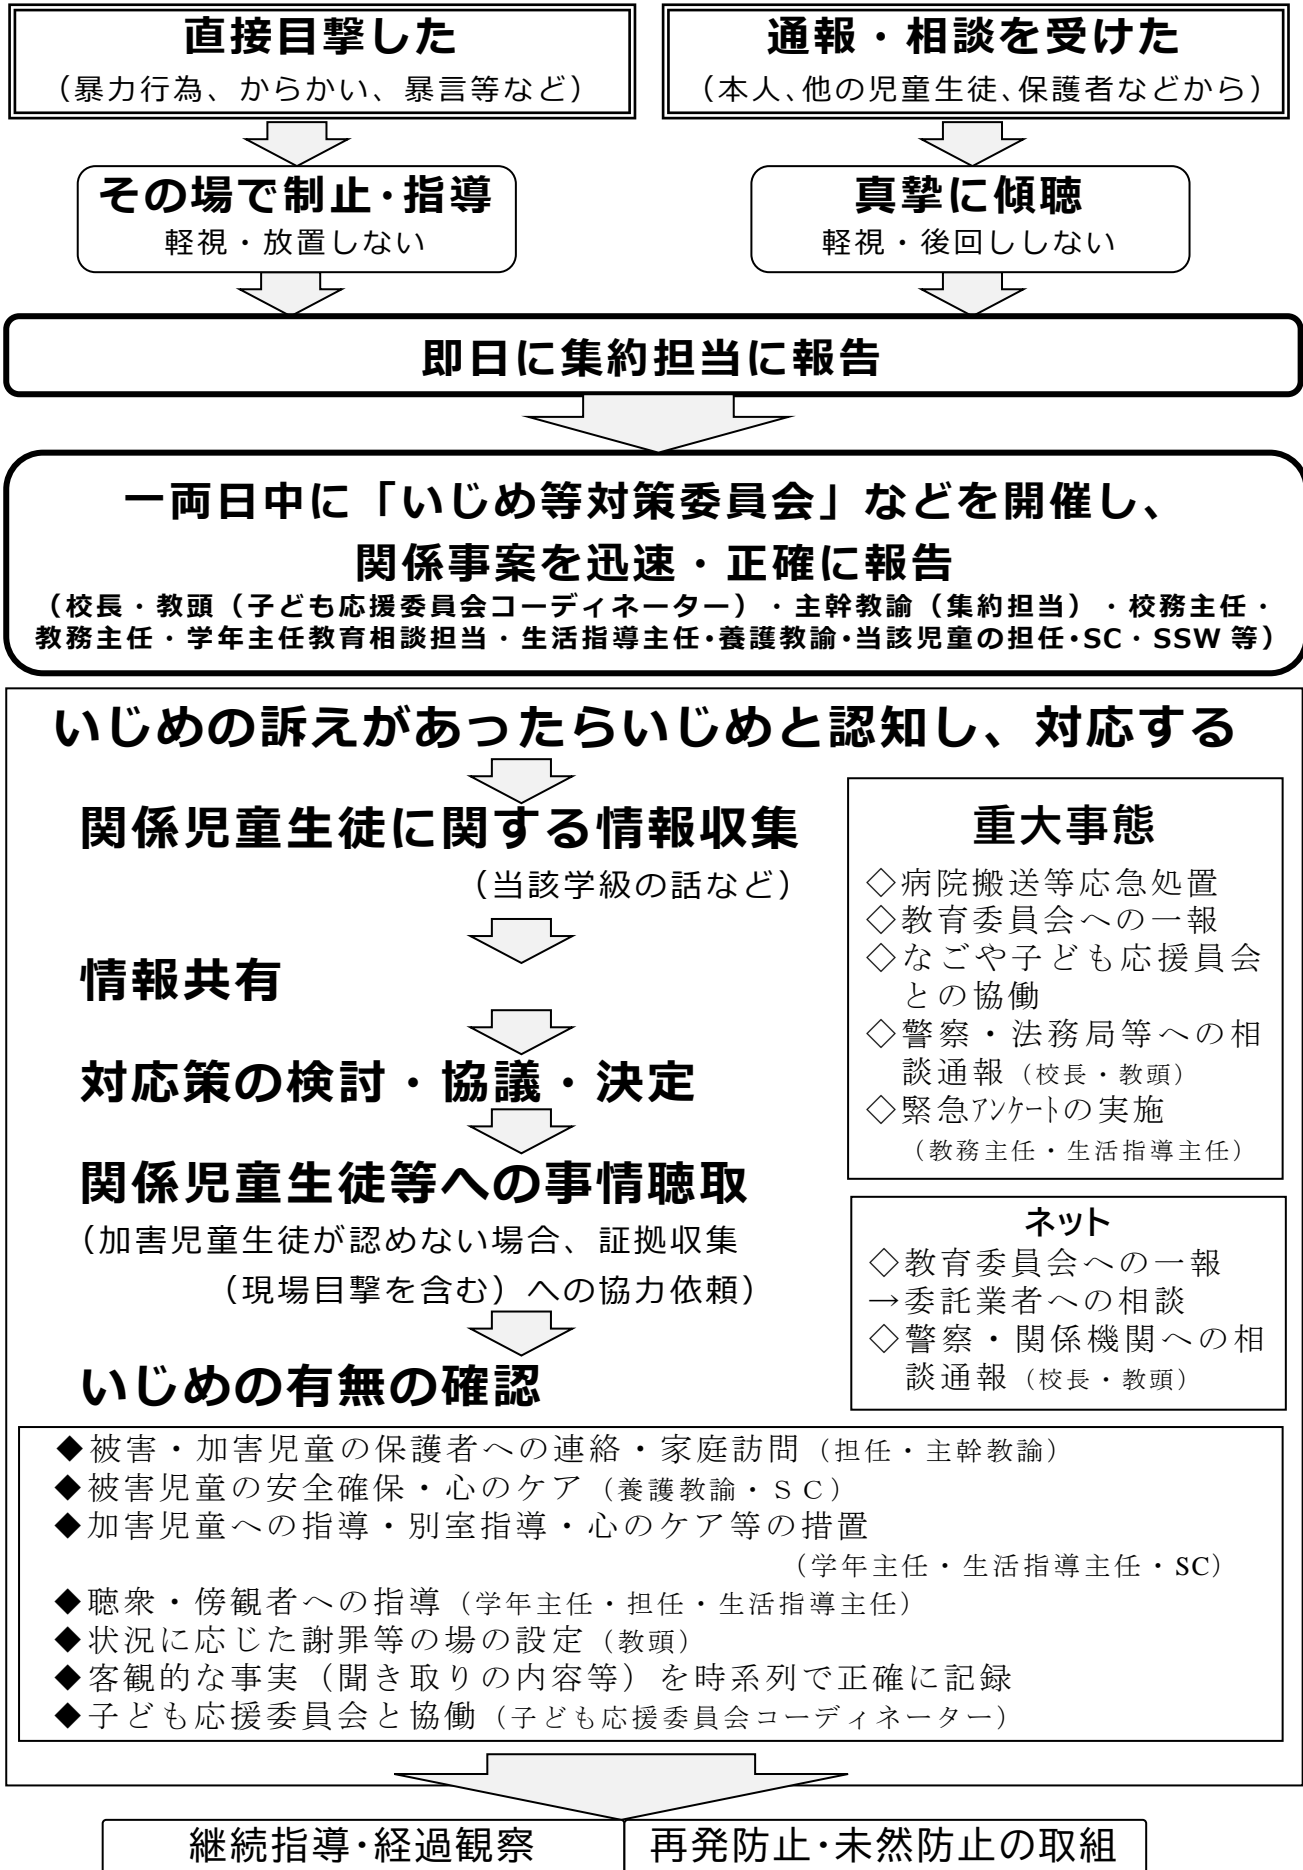 直接目撃した
（暴力行為、からかい、暴言等など）
通報・相談を受けた
（本人、他の児童生徒、保護者などから）
その場で制止・指導
軽視・放置しない
真摯に傾聴
軽視・後回ししない
即日に集約担当に報告
一両日中に「いじめ等対策委員会」などを開催し、
関係事案を迅速・正確に報告
（校長・教頭（子ども応援委員会コーディネーター）・主幹教諭（集約担当）・校務主任・
教務主任・学年主任教育相談担当・生活指導主任・養護教諭・当該児童の担任・SC・SSW 等）
いじめの訴えがあったらいじめと認知し、対応する
関係児童生徒に関する情報収集
（当該学級の話など）
情報共有
対応策の検討・協議・決定
関係児童生徒等への事情聴取
（加害児童生徒が認めない場合、証拠収集
（現場目撃を含む）への協力依頼）
いじめの有無の確認
重大事態
◇病院搬送等応急処置
◇教育委員会への一報
◇なごや子ども応援員会
との協働
◇警察・法務局等への相
談通報（校長・教頭）
◇緊急ｱﾝｹｰﾄの実施
（教務主任・生活指導主任）
ネット
◇教育委員会への一報
→委託業者への相談
◇警察・関係機関への相
談通報（校長・教頭）
◆被害・加害児童の保護者への連絡・家庭訪問（担任・主幹教諭）
◆被害児童の安全確保・心のケア（養護教諭・ＳＣ）
◆加害児童への指導・別室指導・心のケア等の措置
（学年主任・生活指導主任・SC）
◆聴衆・傍観者への指導（学年主任・担任・生活指導主任）
◆状況に応じた謝罪等の場の設定（教頭）
◆客観的な事実（聞き取りの内容等）を時系列で正確に記録
◆子ども応援委員会と協働（子ども応援委員会コーディネーター）
継続指導・経過観察
再発防止・未然防止の取組